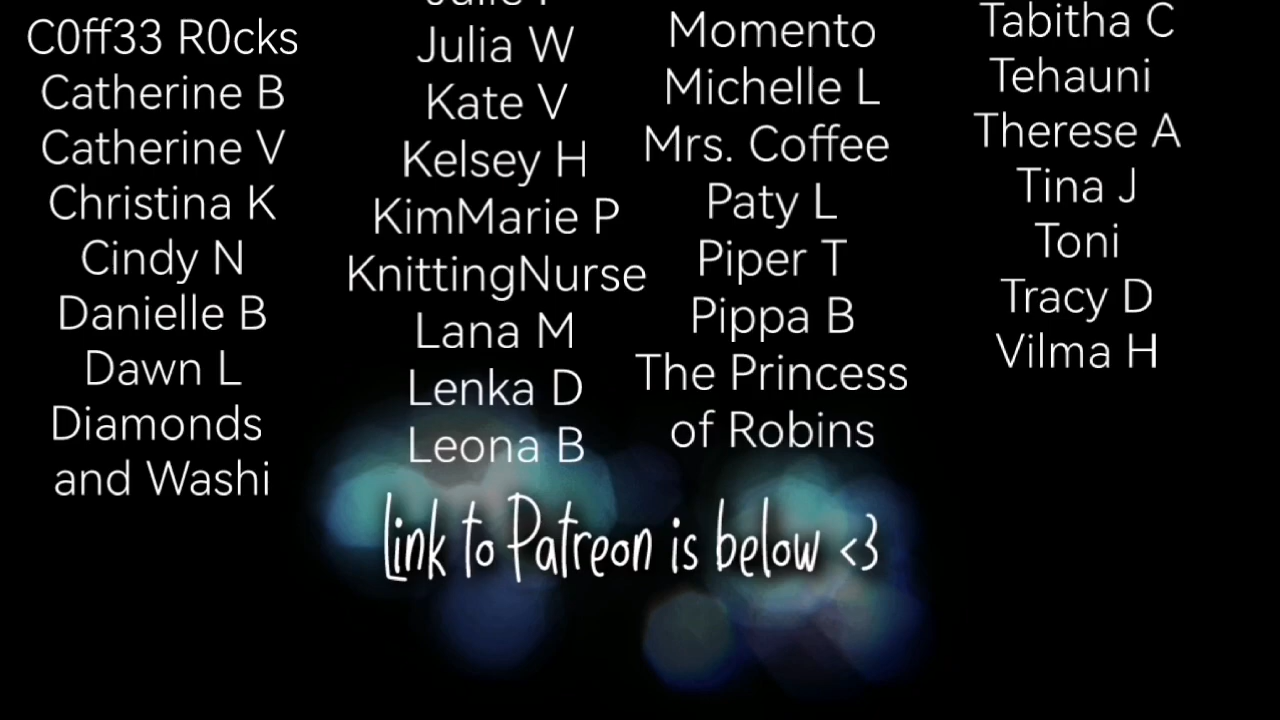 C0ff33 R0cks
Catherine B
Catherine V
Christina K
Cindy N
Danielle B
Dawn L
Diamonds
and Washi
Julia W
Kate V
Kelsey H
KimMarie P
KnittingNurse
Lana M
Lenka D
Leona B
Momento
Michelle L
Mrs. Coffee
Paty L
Piper T
Pippa B
The Princess
of Robins
Tabitha C
Tehauni
Therese A
Tina J
Toni
Tracy D
Vilma H
Link to Patreon is below <3